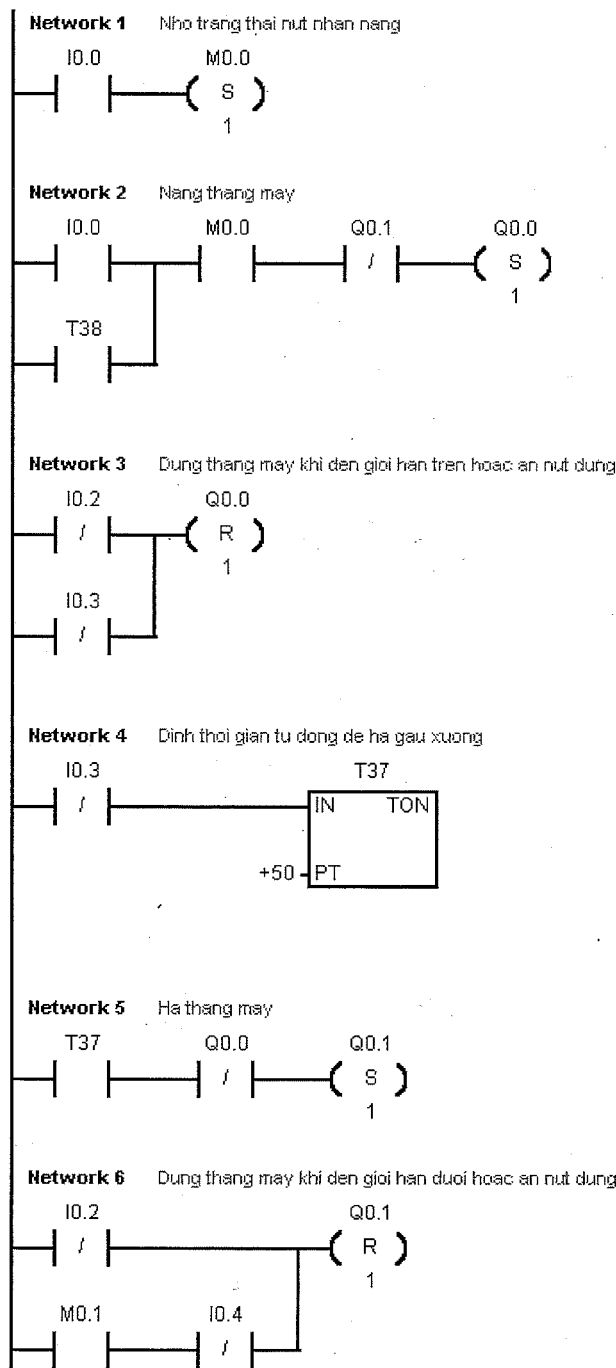 Network 1 Nho trang thai nut nhan nang
I0.0 M0.0
S
1
Network 2 Nang thang may
I0.0 M0.0 Q0.1 Q0.0
/ S
1
T38
Network 3 Dung thang may khi den gioi han tren hoac an nut dung
I0.2 Q0.0
/ R
1
I0.3
/
Network 4 Dinh thoi gian tu dong de ha gau xuong
I0.3 T37
/ IN TON
+50 PT
Network 5 Ha thang may
T37 Q0.0 Q0.1
/ S
1
Network 6 Dung thang may khi den gioi han duoi hoac an nut dung
I0.2 Q0.1
/ R
1
M0.1 I0.4
/